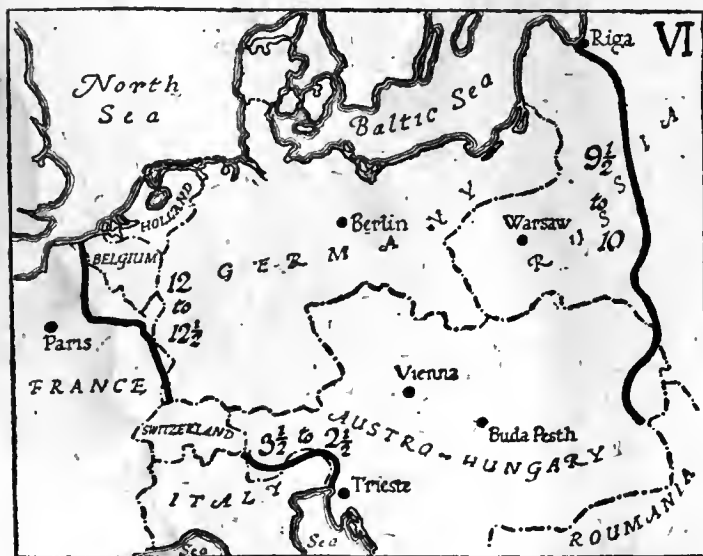 VI
Riga
North
Sea
Baltic Sea
HOLLAND
9½
to
10
RUSSIA
Berlin
Warsaw
BELGIUM
GERMANY
12
to
12½
Paris
FRANCE
Vienna
SWITZERLAND
3½ to 2½
AUSTRO-HUNGARY
Buda Pesth
ITALY
Trieste
ROUMANIA
Sea
Sea